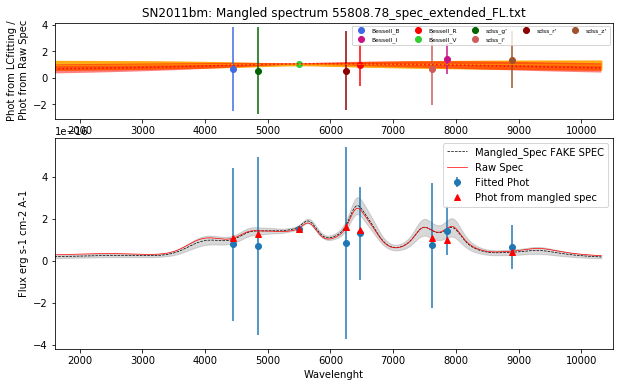 SN2011bm: Mangled spectrum 55808.78_spec_extended_FL.txt
Phot from LCfitting /
Phot from Raw Spec
4
2
0
−2
Bessell_B
Bessell_I
Bessell_R
Bessell_V
sdss_g'
sdss_i'
sdss_r'
sdss_z'
2000 3000 4000 5000 6000 7000 8000 9000 10000
1e−16
Flux erg s-1 cm-2 A-1
4
2
0
−2
−4
Mangled_Spec FAKE SPEC
Raw Spec
Fitted Phot
Phot from mangled spec
2000 3000 4000 5000 6000 7000 8000 9000 10000
Wavelenght